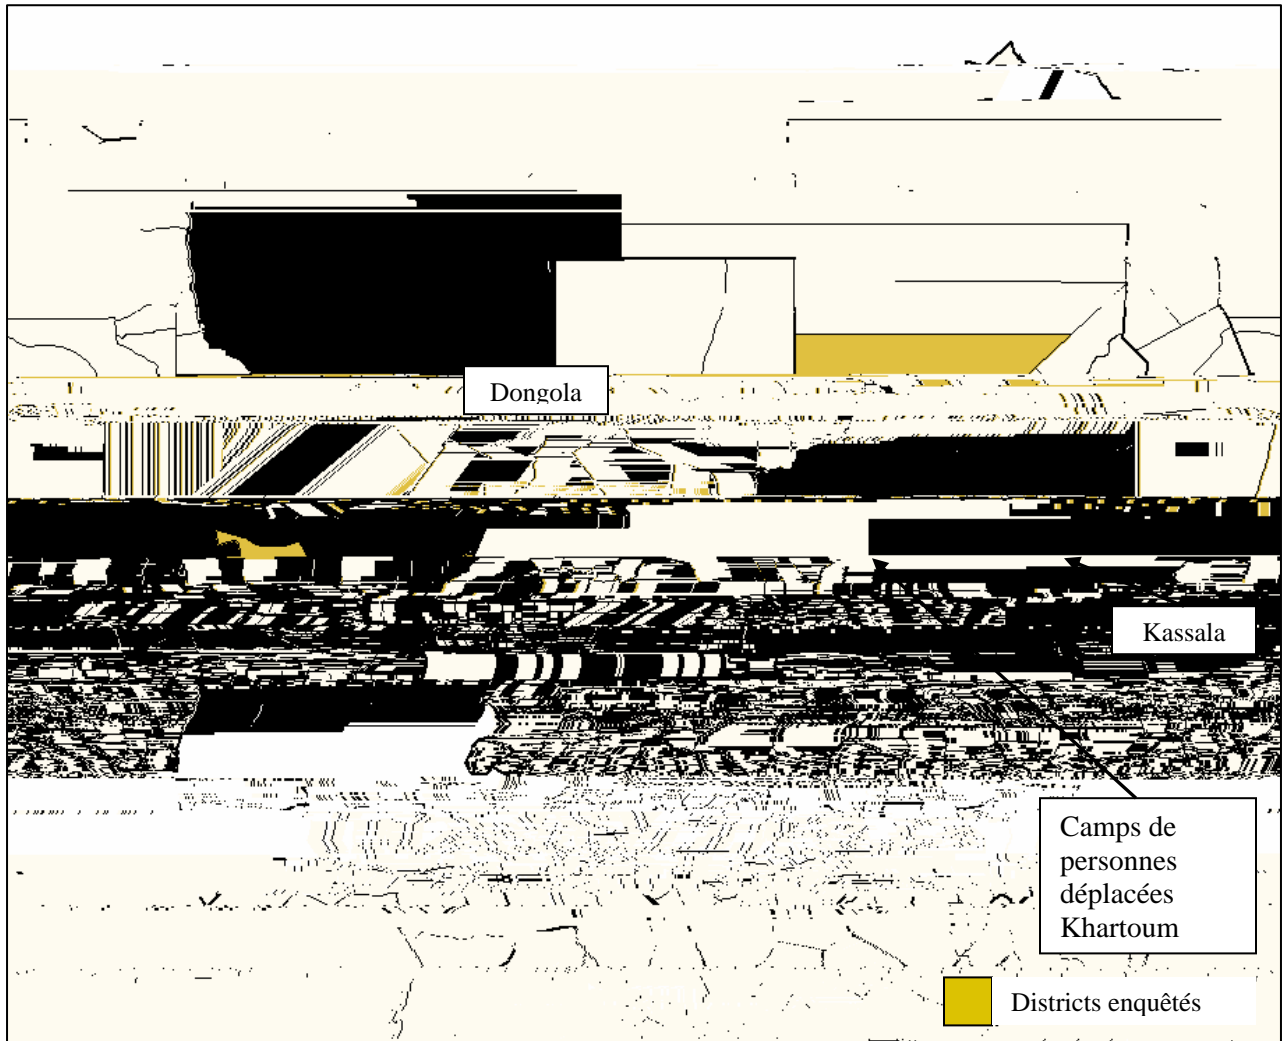 Dongola
Kassala
Camps de
personnes
déplacées
Khartoum
Districts enquêtés